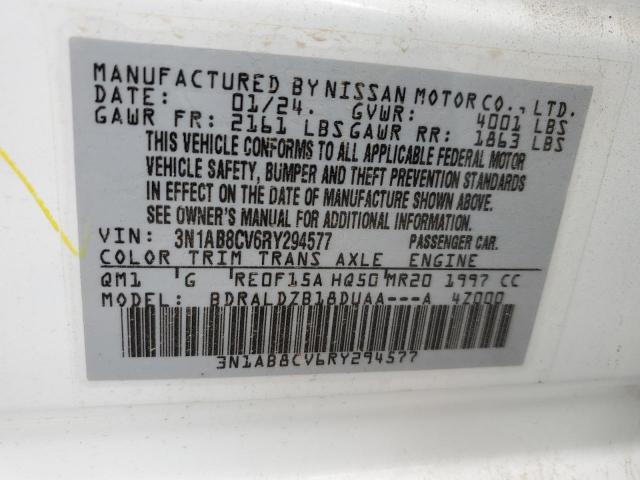 MANUFACTURED BY NISSAN MOTOR CO., LTD.
DATE: 01/24. GVWR: 4001 LBS
GAWR FR: 2161 LBS GAWR RR: 1863 LBS
THIS VEHICLE CONFORMS TO ALL APPLICABLE FEDERAL MOTOR
VEHICLE SAFETY, BUMPER AND THEFT PREVENTION STANDARDS
IN EFFECT ON THE DATE OF MANUFACTURE SHOWN ABOVE.
SEE OWNER'S MANUAL FOR ADDITIONAL INFORMATION
VIN: 3N1AB8CV6RY294577 PASSENGER CAR.
COLOR TRIM TRANS AXLE ENGINE
QM1 G RE0F15A HQ50 MR20 1997 CC
MODEL: BDRALDZB18DUAA---A 4Z000
3N1AB8CV6RY294577